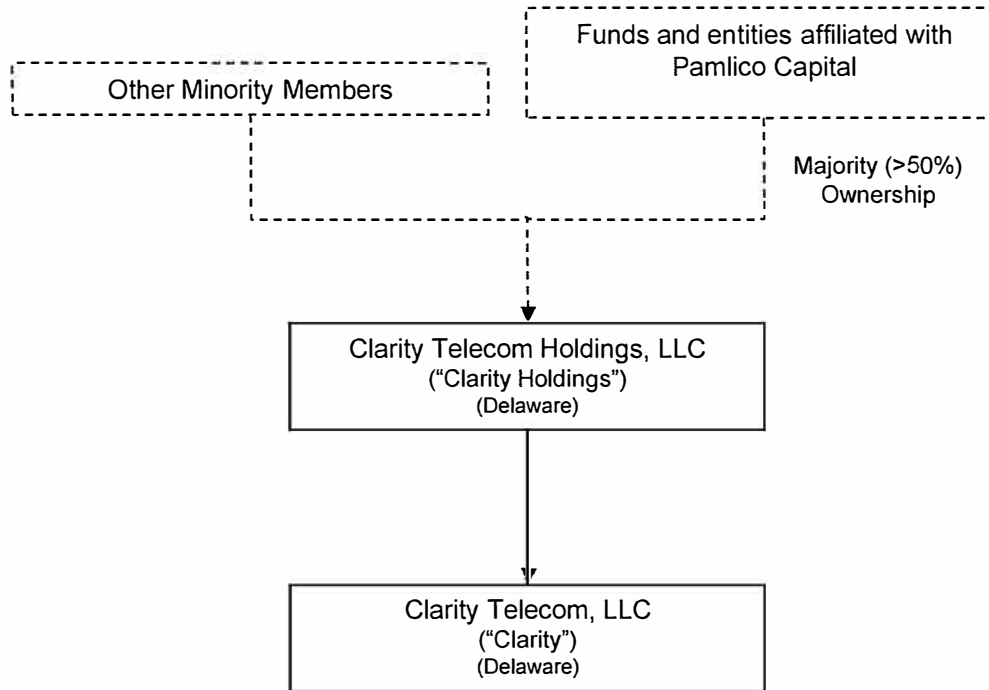 Funds and entities affiliated with
Pamlico Capital
Other Minority Members
Majority (>50%)
Ownership
Clarity Telecom Holdings, LLC
(“Clarity Holdings”)
(Delaware)
Clarity Telecom, LLC
(“Clarity”)
(Delaware)